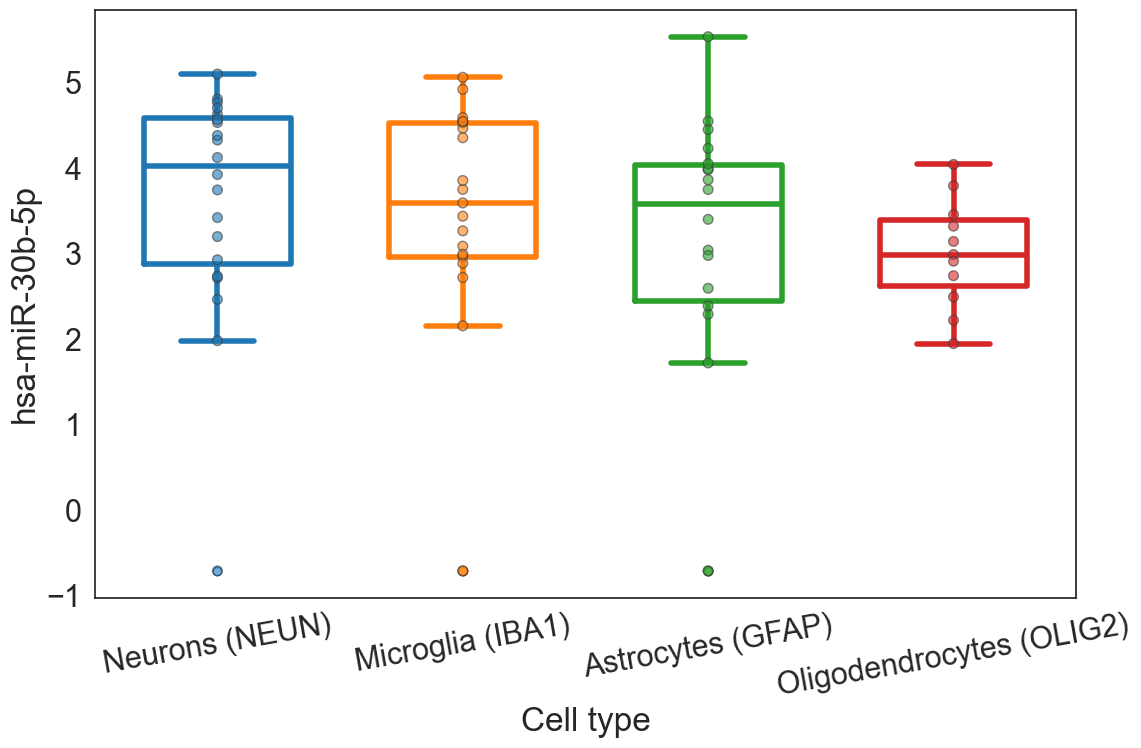 hsa-miR-30b-5p
5
4
3
2
1
0
−1
Neurons (NEUN)
Microglia (IBA1)
Astrocytes (GFAP)
Oligodendrocytes (OLIG2)
Cell type